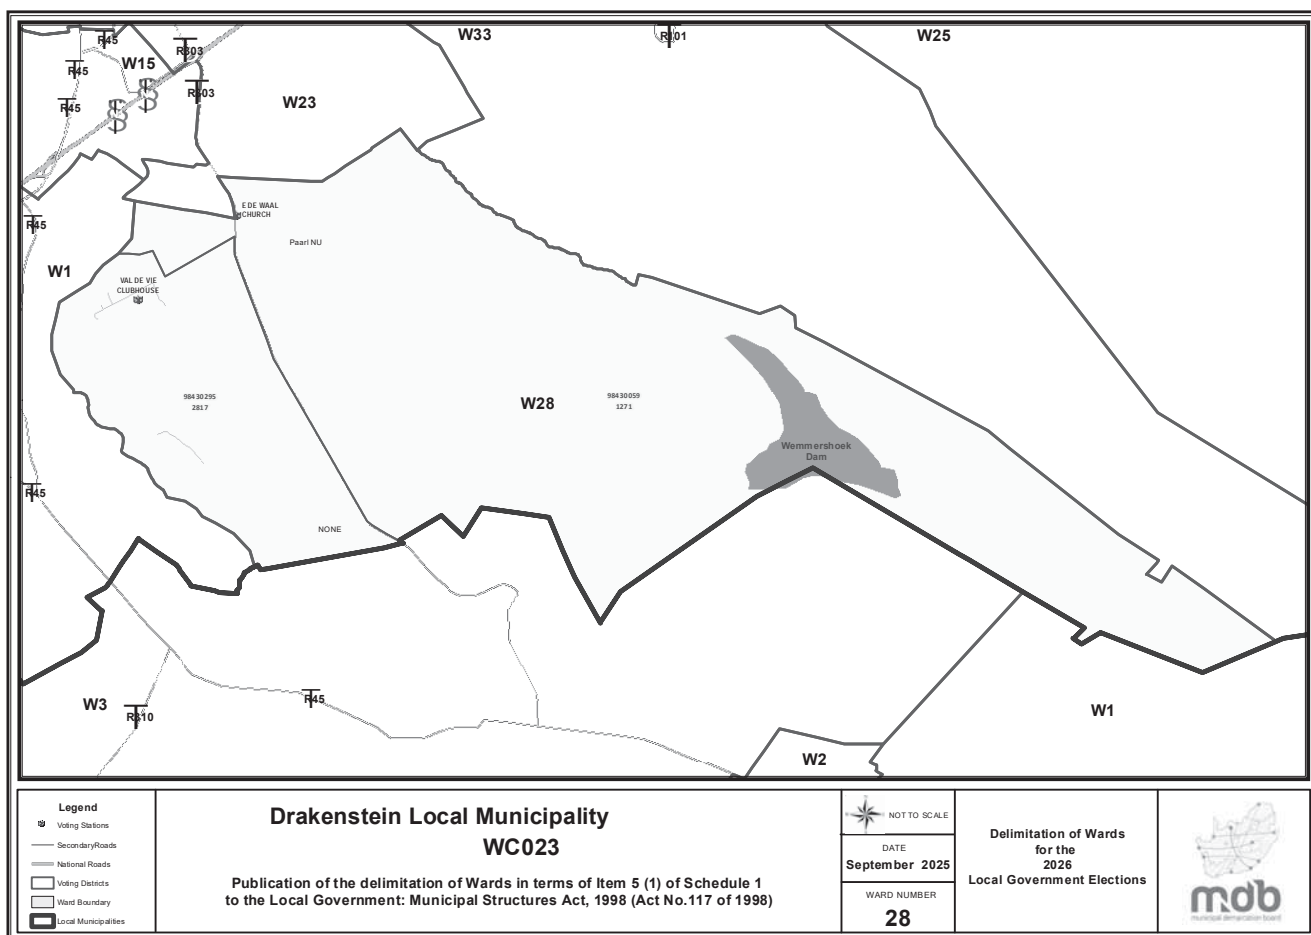 W33
W25
R45
R303
R101
W15
R45
R303
W23
R45
E DE WAAL
CHURCH
R45
Paarl NU
W1
VAL DE VIE
CLUBHOUSE
98430295
2817
W28
98430059
1271
Wemmershoek
Dam
R45
NONE
W3
R45
R310
W1
W2
Legend
Voting Stations
Secondary Roads
National Roads
Voting Districts
Ward Boundary
Local Municipalities
Drakenstein Local Municipality
WC023
Publication of the delimitation of Wards in terms of Item 5 (1) of Schedule 1
to the Local Government: Municipal Structures Act, 1998 (Act No.117 of 1998)
NOT TO SCALE
DATE
September 2025
WARD NUMBER
28
Delimitation of Wards
for the
2026
Local Government Elections
mdb
municipal demarcation board